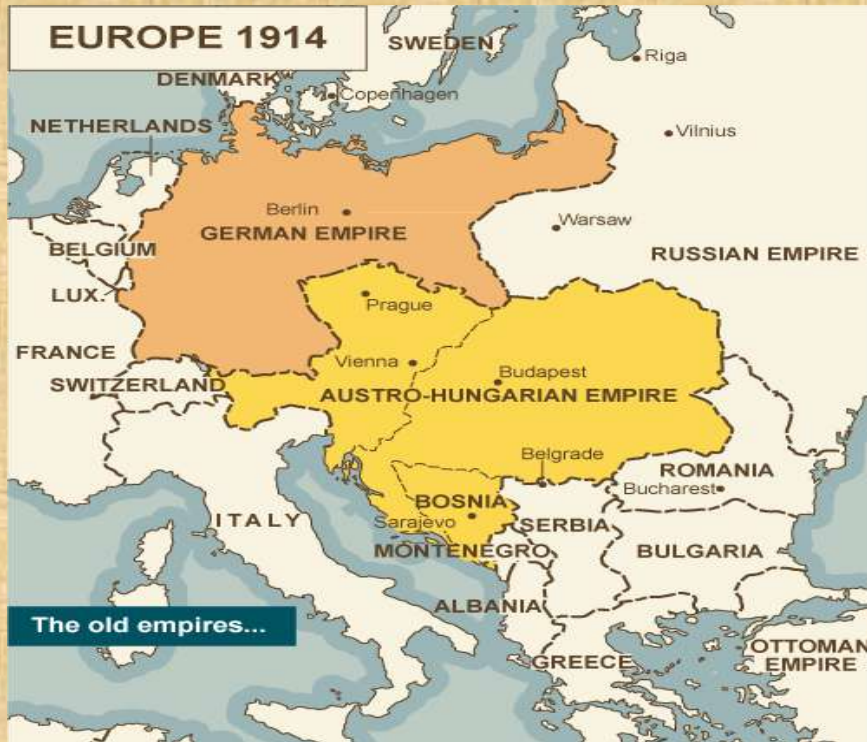 EUROPE 1914
SWEDEN
Riga
DENMARK
Copenhagen
NETHERLANDS
Vilnius
Berlin
GERMAN EMPIRE
Warsaw
BELGIUM
RUSSIAN EMPIRE
LUX.
Prague
FRANCE
Vienna
Budapest
SWITZERLAND
AUSTRO-HUNGARIAN EMPIRE
Belgrade
ROMANIA
Bucharest
BOSNIA
ITALY
Sarajevo
SERBIA
MONTENEGRO
BULGARIA
ALBANIA
The old empires...
GREECE
OTTOMAN
EMPIRE